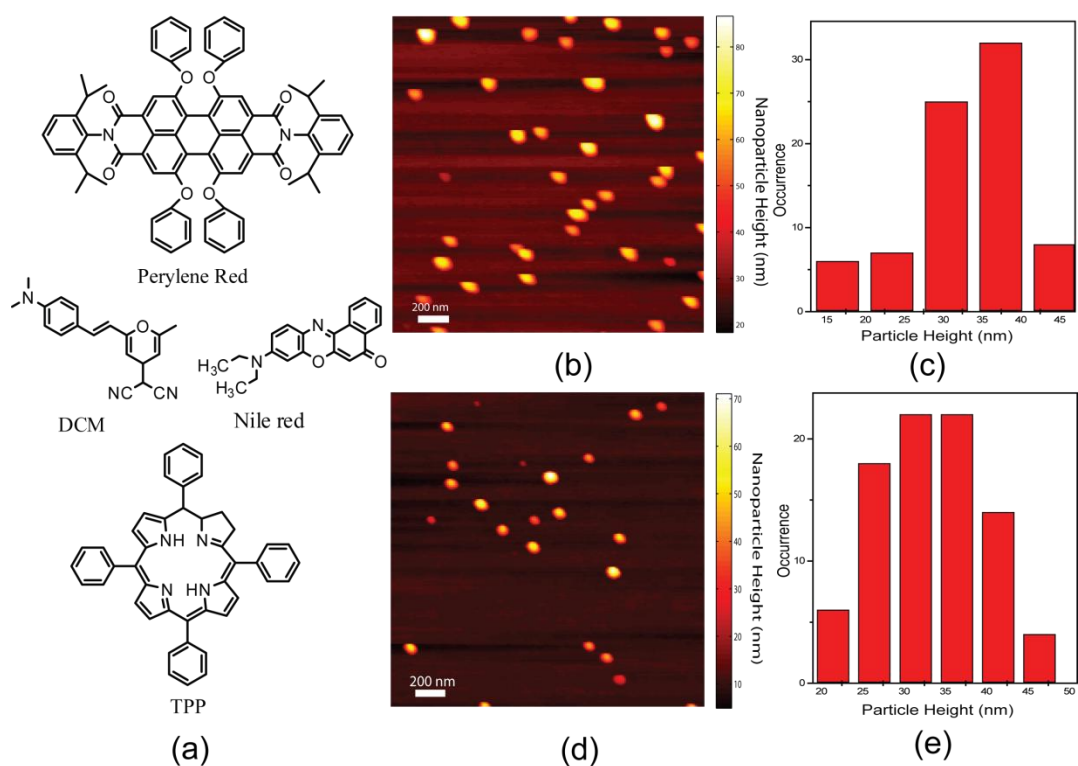 O
O
O
O
N
N
O
O
O
O
Perylene Red
N
O
NC
CN
DCM
N
O
O
N
H₃C
H₃C
Nile red
NH
N
N
HN
TPP
(a)
200 nm
80
70
60
50
40
30
20
Nanoparticle Height (nm)
(b)
30
20
10
0
Occurrence
15
20
25
30
35
40
45
Particle Height (nm)
(c)
200 nm
70
60
50
40
30
20
10
Nanoparticle Height (nm)
(d)
20
10
0
Occurrence
20
25
30
35
40
45
50
Particle Height (nm)
(e)